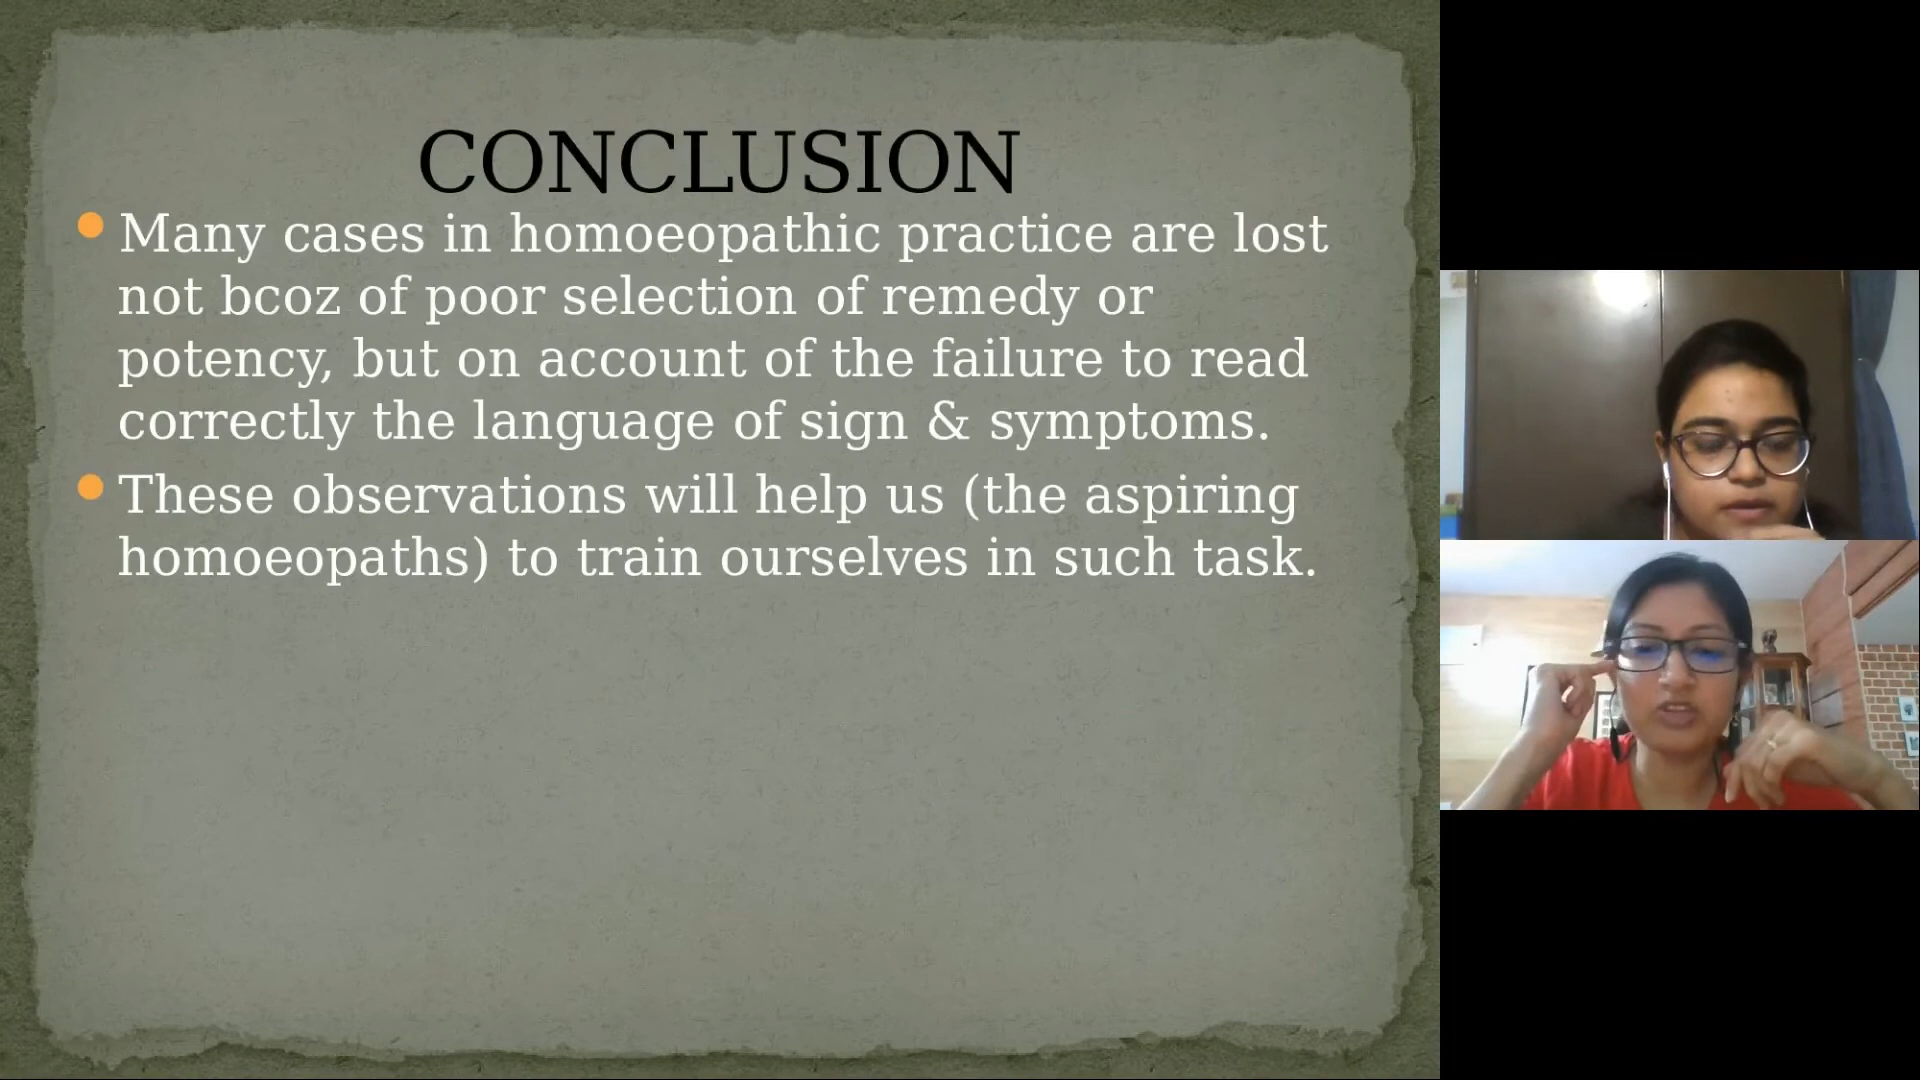 CONCLUSION
Many cases in homoeopathic practice are lost
not bcoz of poor selection of remedy or
potency, but on account of the failure to read
correctly the language of sign & symptoms.
These observations will help us (the aspiring
homoeopaths) to train ourselves in such task.